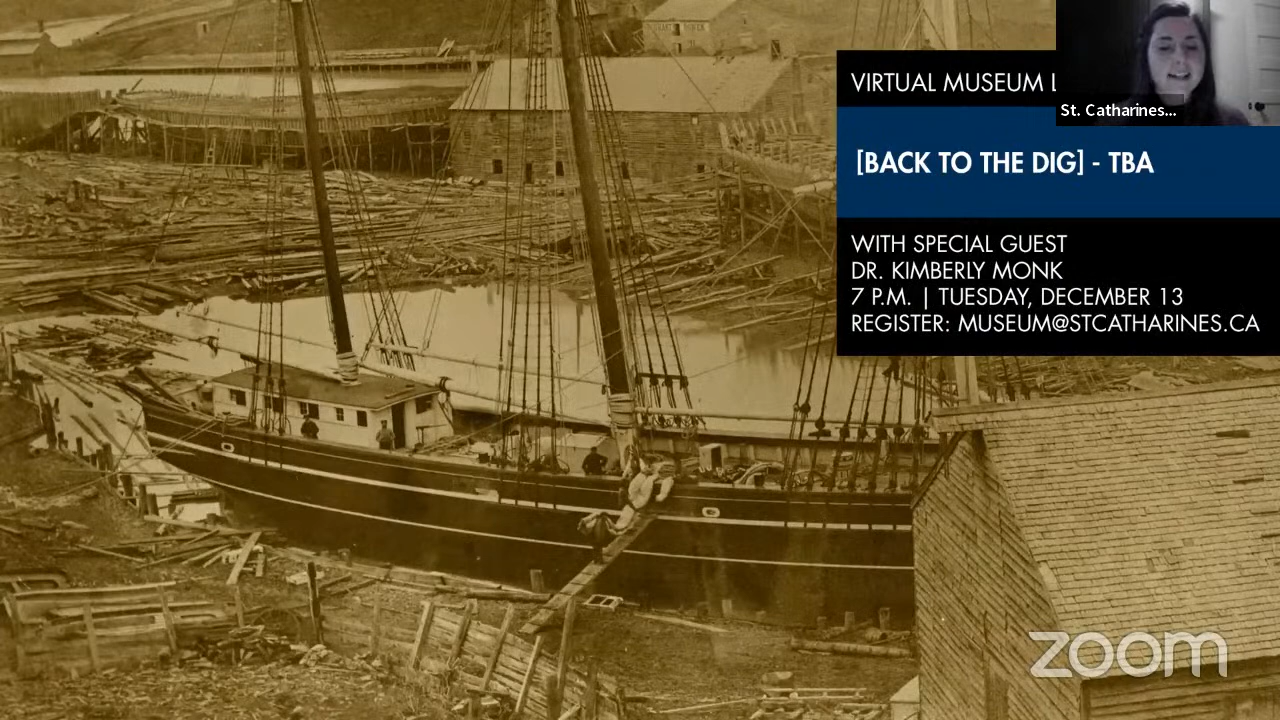 VIRTUAL MUSEUM L
St. Catharines...
[BACK TO THE DIG] - TBA
WITH SPECIAL GUEST
DR. KIMBERLY MONK
7 P.M. | TUESDAY, DECEMBER 13
REGISTER: MUSEUM@STCATHARINES.CA
zoom